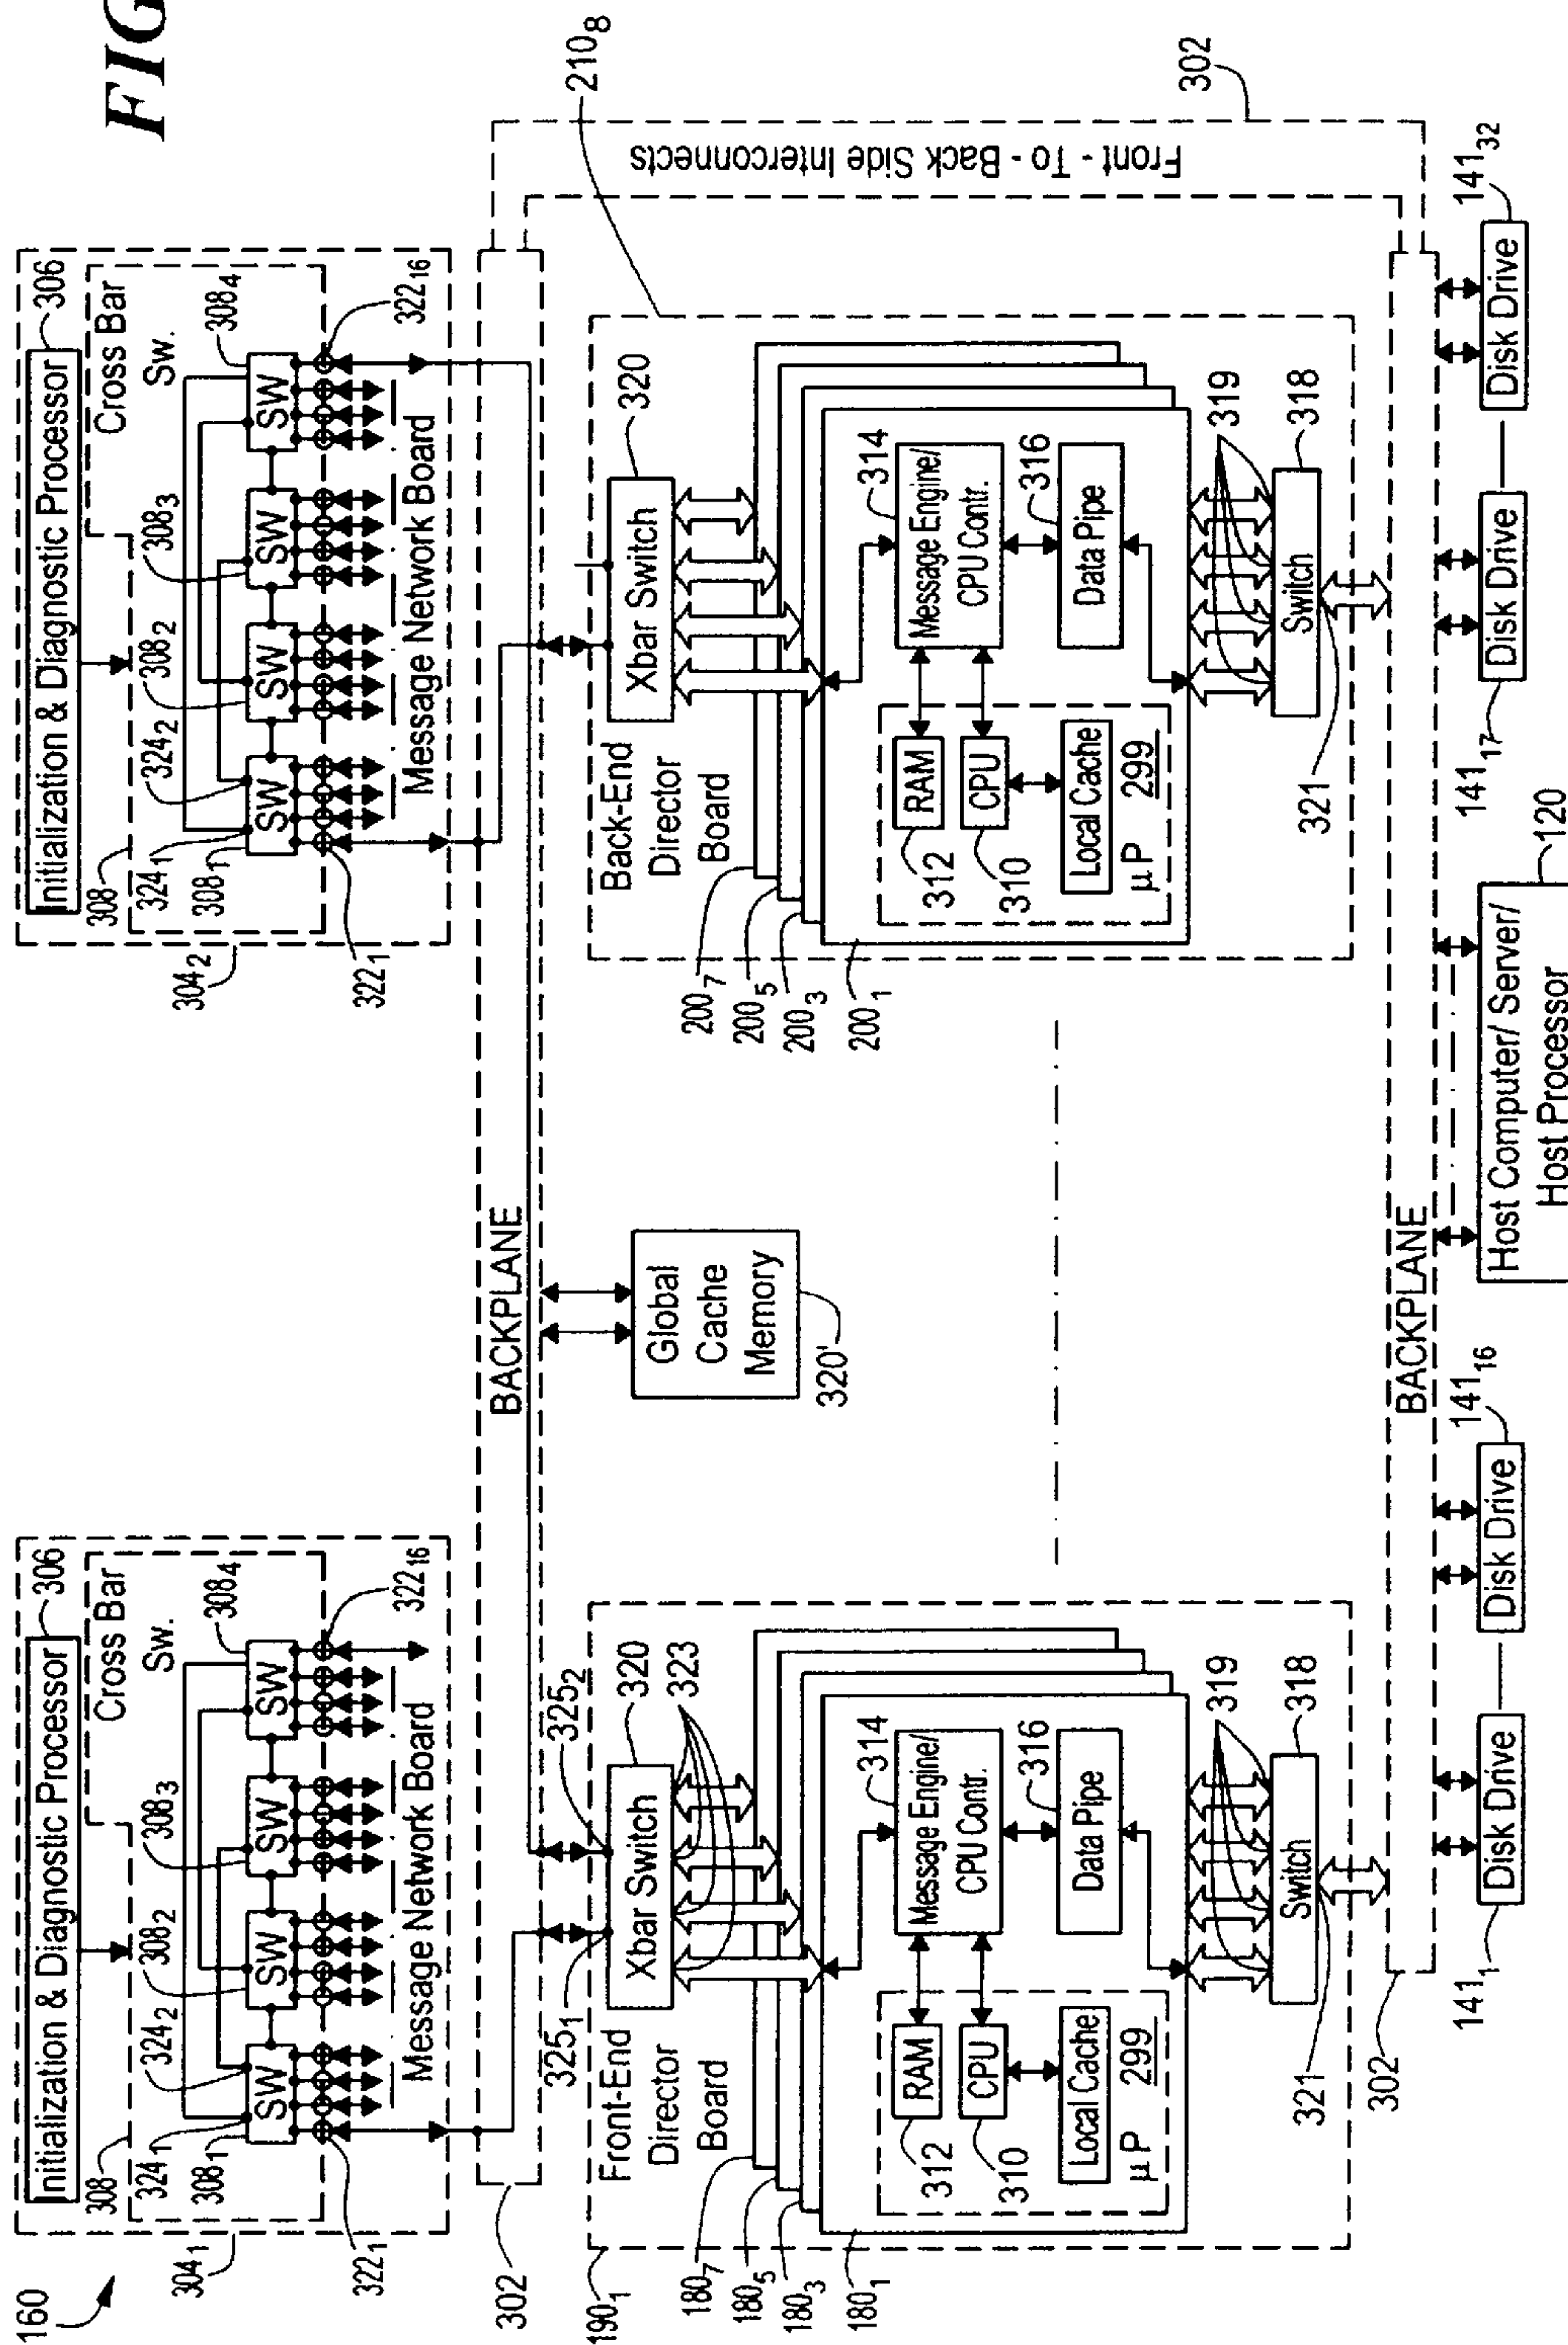 FIG
160
304₁
308
Initialization & Diagnostic Processor
306
Cross Bar
Sw.
324₁
324₂
308₁
308₂
308₃
308₄
SW
SW
SW
SW
322₁
322₁₆
Message Network Board
304₂
308
Initialization & Diagnostic Processor
306
Cross Bar
Sw.
324₁
324₂
308₁
308₂
308₃
308₄
SW
SW
SW
SW
322₁
322₁₆
Message Network Board
302
BACKPLANE
Front - To - Back Side Interconnects
302
190₁
Front-End
Director
Board
325₁
325₂
Xbar Switch
320
323
180₇
180₅
180₃
180₁
Message Engine/
CPU Contr.
314
Data Pipe
316
RAM
312
CPU
310
Local Cache
μP
299
319
Switch
318
321
Global
Cache
Memory
320'
210₈
Back-End
Director
Board
Xbar Switch
320
200₇
200₅
200₃
200₁
Message Engine/
CPU Contr.
314
Data Pipe
316
RAM
312
CPU
310
Local Cache
μP
299
319
Switch
318
321
302
BACKPLANE
141₁
Disk Drive
Disk Drive
141₁₆
Host Computer/ Server/
Host Processor
120
141₁₇
Disk Drive
Disk Drive
141₃₂